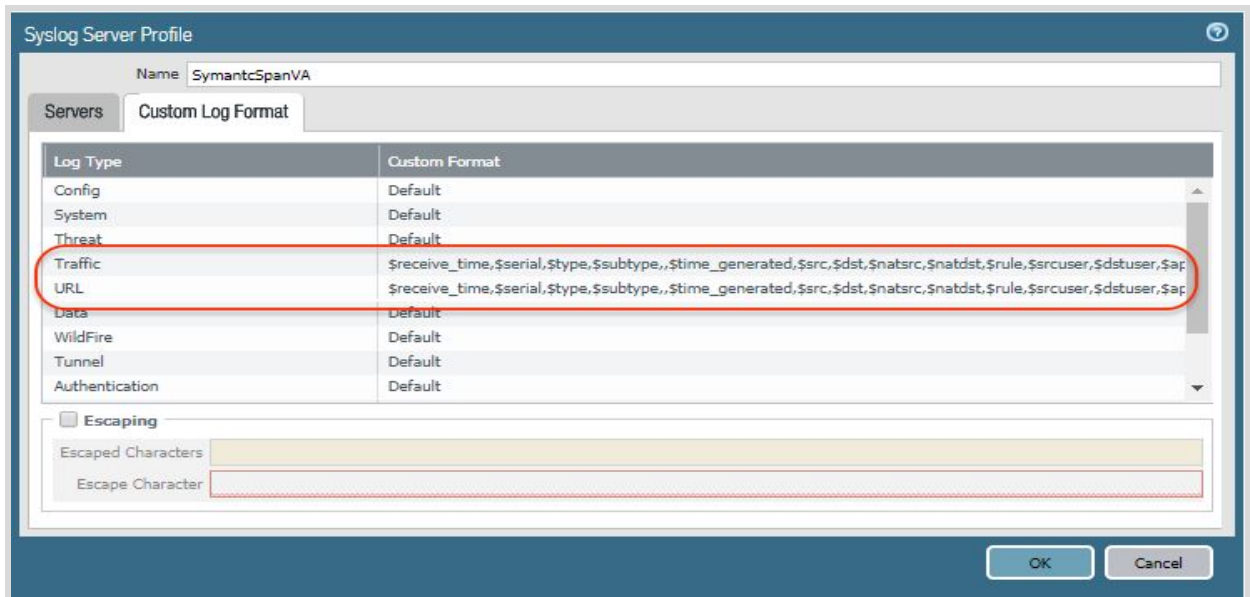 Syslog Server Profile
Name SymantcSpanVA
Servers Custom Log Format
Log Type Custom Format
Config Default
System Default
Threat Default
Traffic $receive_time,$serial,$type,$subtype,,$time_generated,$src,$dst,$natsrc,$natdst,$rule,$srcuser,$dstuser,$ap
URL $receive_time,$serial,$type,$subtype,,$time_generated,$src,$dst,$natsrc,$natdst,$rule,$srcuser,$dstuser,$ap
Data Default
WildFire Default
Tunnel Default
Authentication Default
Escaping
Escaped Characters
Escape Character
OK Cancel